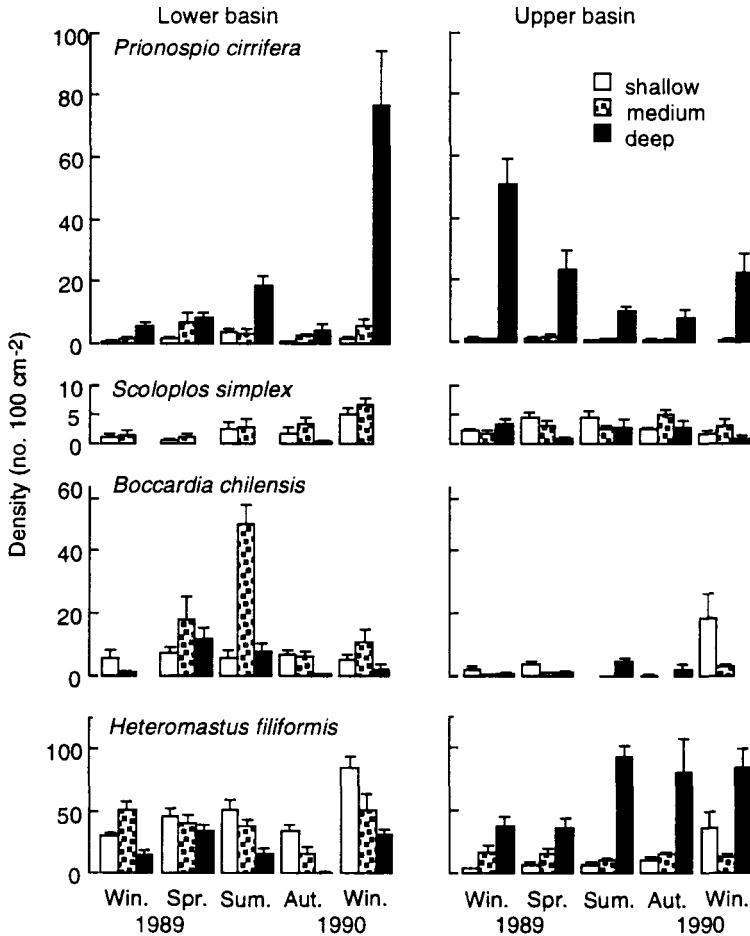 Lower basin
Upper basin
Prionospio cirrifera
100
80
60
40
20
0
shallow
medium
deep
Density (no. 100 cm-2)
Scoloplos simplex
10
5
0
Boccardia chilensis
60
40
20
0
Heteromastus filiformis
100
50
0
Win. Spr. Sum. Aut. Win.
1989 1990
Win. Spr. Sum. Aut. Win.
1989 1990